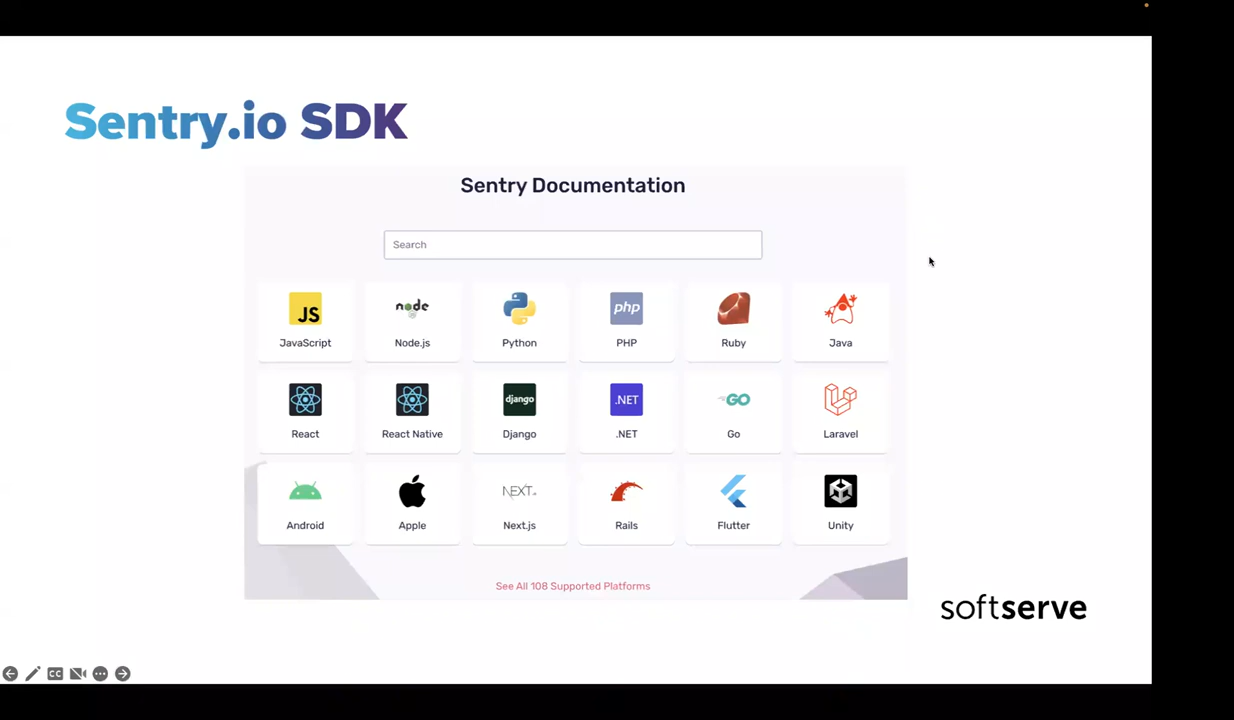 Sentry.io SDK
Sentry Documentation
Search
JS
node
php
JavaScript
Node.js
Python
PHP
Ruby
Java
django
.NET
GO
React
React Native
Django
.NET
Go
Laravel
NEXT.js
Android
Apple
Next.js
Rails
Flutter
Unity
See All 108 Supported Platforms
softserve
CC